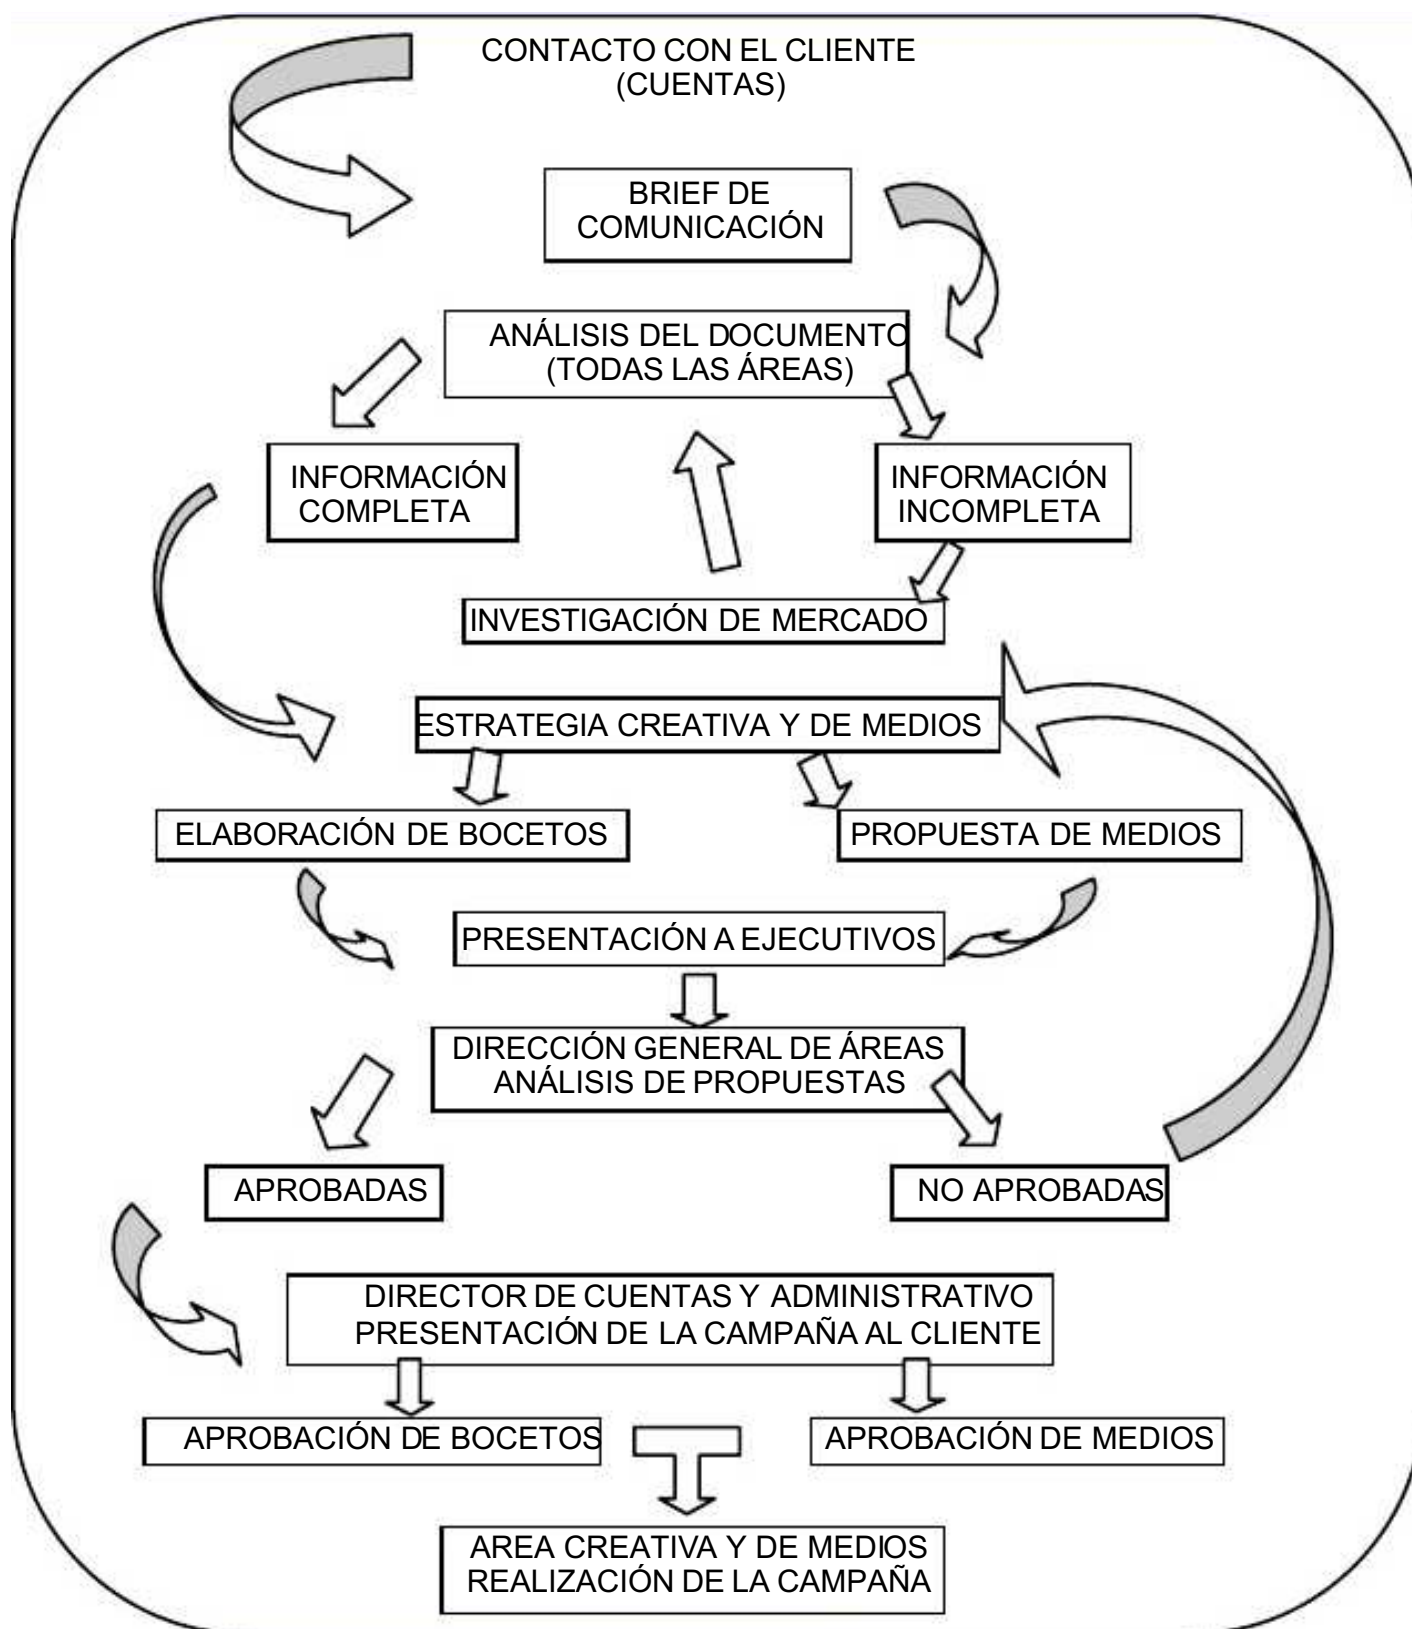 CONTACTO CON EL CLIENTE
(CUENTAS)
BRIEF DE
COMUNICACIÓN
ANÁLISIS DEL DOCUMENTO
(TODAS LAS ÁREAS)
INFORMACIÓN
COMPLETA
INFORMACIÓN
INCOMPLETA
INVESTIGACIÓN DE MERCADO
ESTRATEGIA CREATIVA Y DE MEDIOS
ELABORACIÓN DE BOCETOS
PROPUESTA DE MEDIOS
PRESENTACIÓN A EJECUTIVOS
DIRECCIÓN GENERAL DE ÁREAS
ANÁLISIS DE PROPUESTAS
APROBADAS
NO APROBADAS
DIRECTOR DE CUENTAS Y ADMINISTRATIVO
PRESENTACIÓN DE LA CAMPAÑA AL CLIENTE
APROBACIÓN DE BOCETOS
APROBACIÓN DE MEDIOS
AREA CREATIVA Y DE MEDIOS
REALIZACIÓN DE LA CAMPAÑA